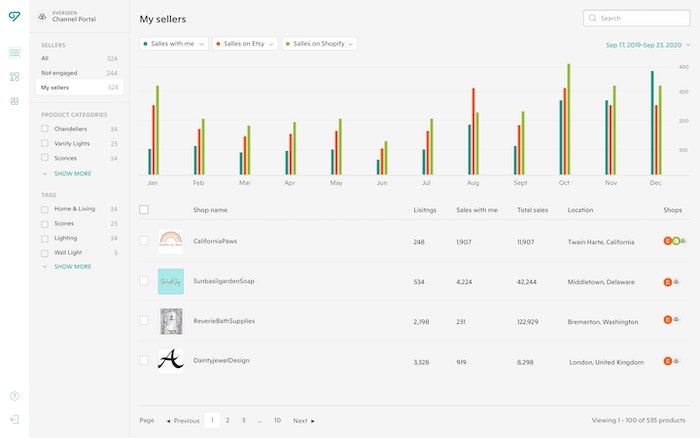 EVERSEEN
Channel Portal
SELLERS
All 324
Not engaged 244
My sellers 324
PRODUCT CATEGORIES
Chandeliers 34
Vanity Lights 23
Sconces 34
SHOW MORE
TAGS
Home & Living 34
Scones 23
Lighting 34
Wall Light 3
SHOW MORE
My sellers
Search
Salles with me
Salles on Etsy
Salles on Shopify
Sep 17, 2019-Sep 23, 2020
400
300
200
100
Jan Feb Mar Apr May Jun Jul Aug Sept Oct Nov Dec
Shop name Lisitngs Sales with me Total sales Location Shops
CaliforniaPaws 248 1,907 11,907 Twain Harte, California E
SunbasilgardenSoap 534 4,224 42,244 Middletown, Delaware E
ReverieBathSupplies 2,198 231 122,929 Bremerton, Washington E
A DaintyjewelDesign 3,328 919 8,298 London, United Kingdom E
Page Previous 1 2 3 ... 10 Next Viewing 1 - 100 of 535 products